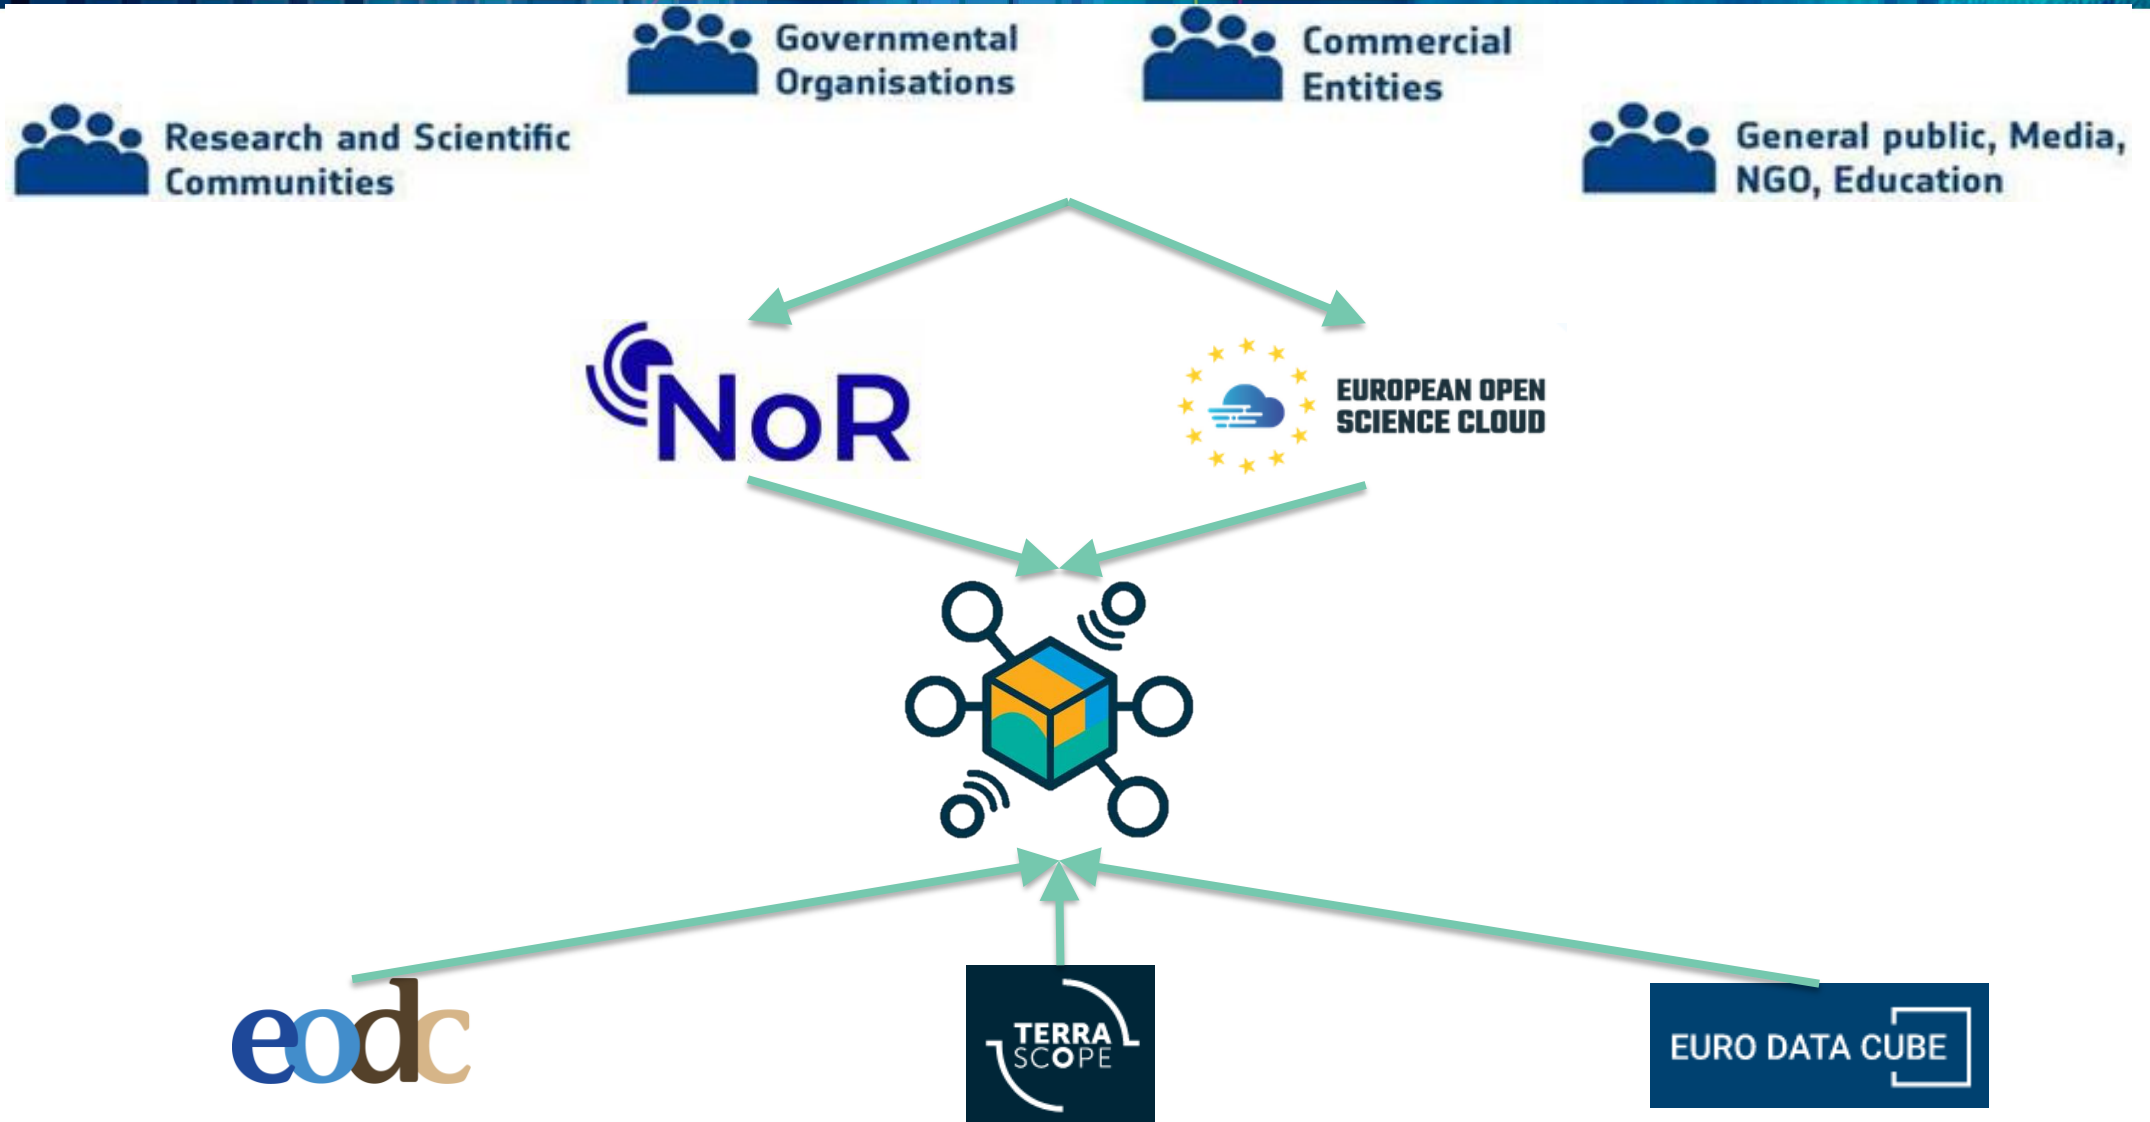 Governmental
Organisations
Commercial
Entities
Research and Scientific
Communities
General public, Media,
NGO, Education
NoR
EUROPEAN OPEN
SCIENCE CLOUD
eodc
TERRA
SCOPE
EURO DATA CUBE